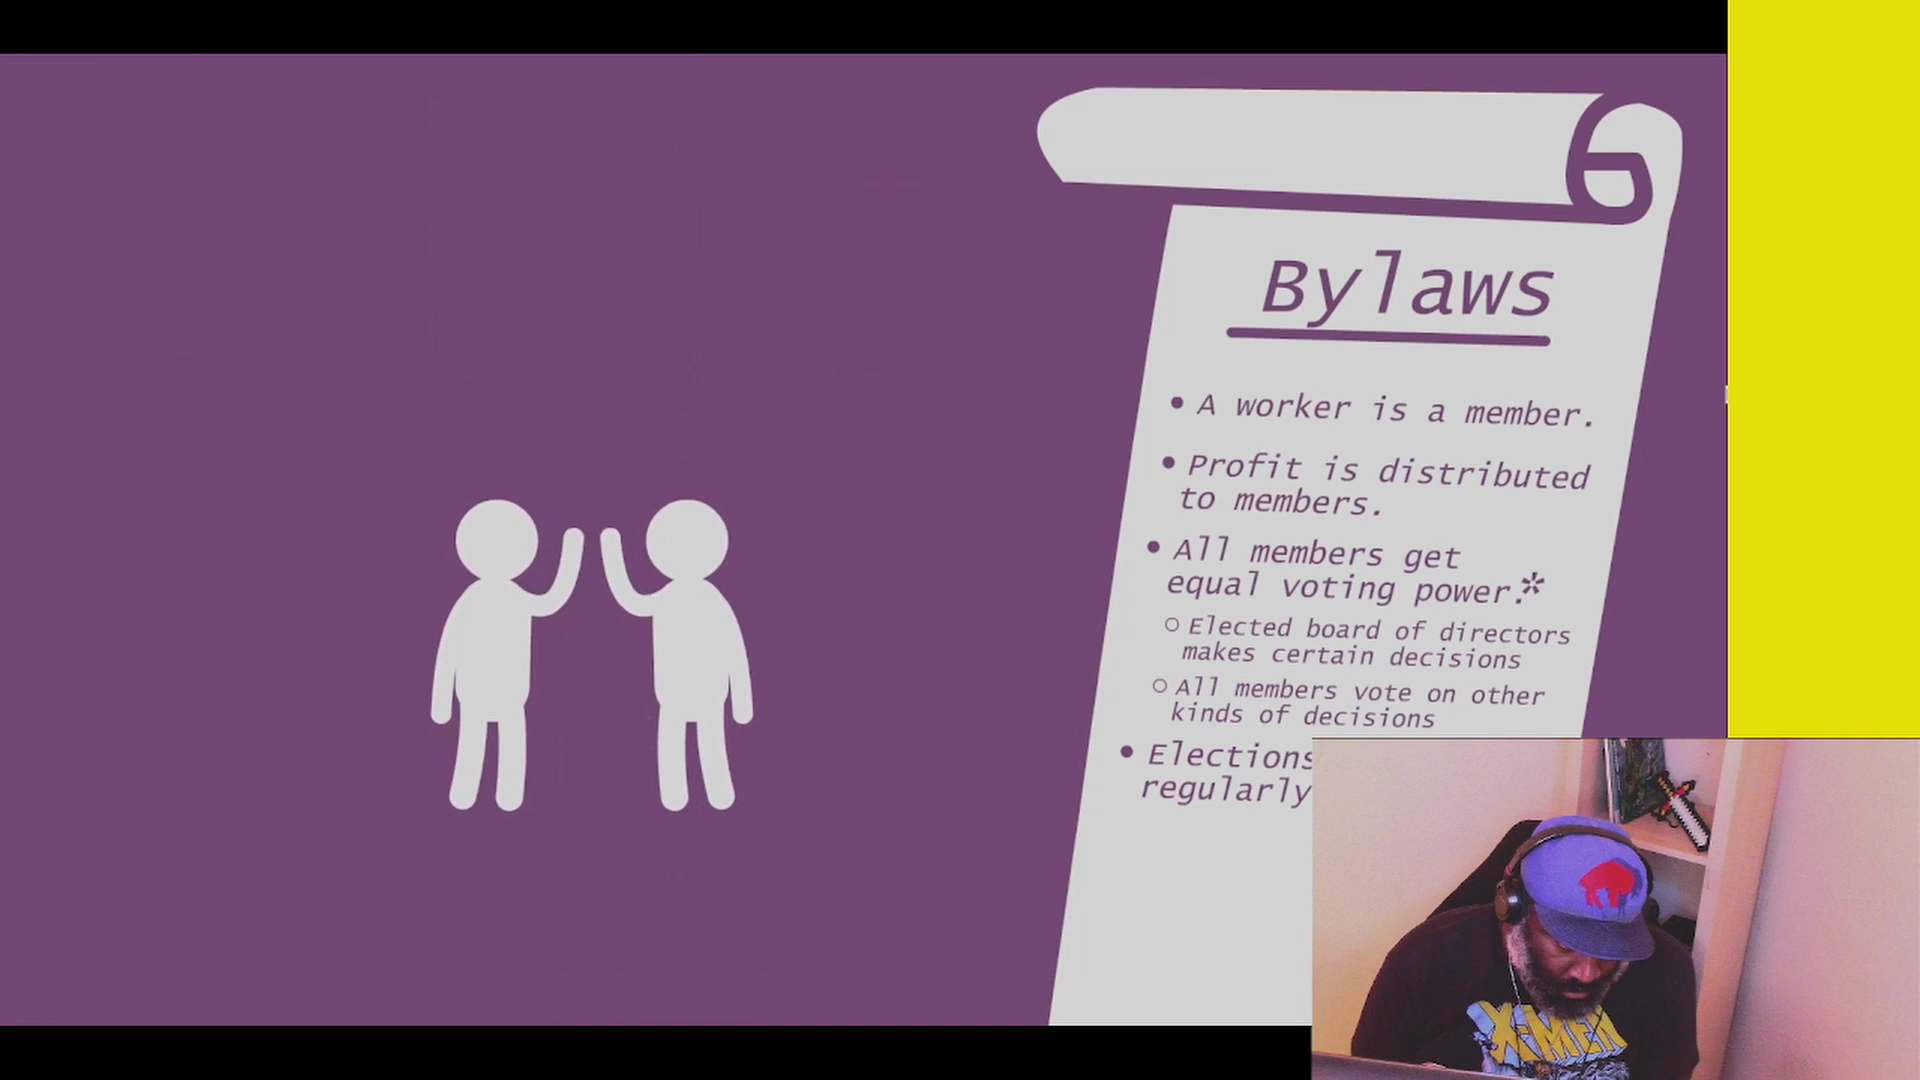 Bylaws
• A worker is a member.
• Profit is distributed
to members.
• All members get
equal voting power.*
○ Elected board of directors
makes certain decisions
○ All members vote on other
kinds of decisions
• Elections
regularly
X-MEN